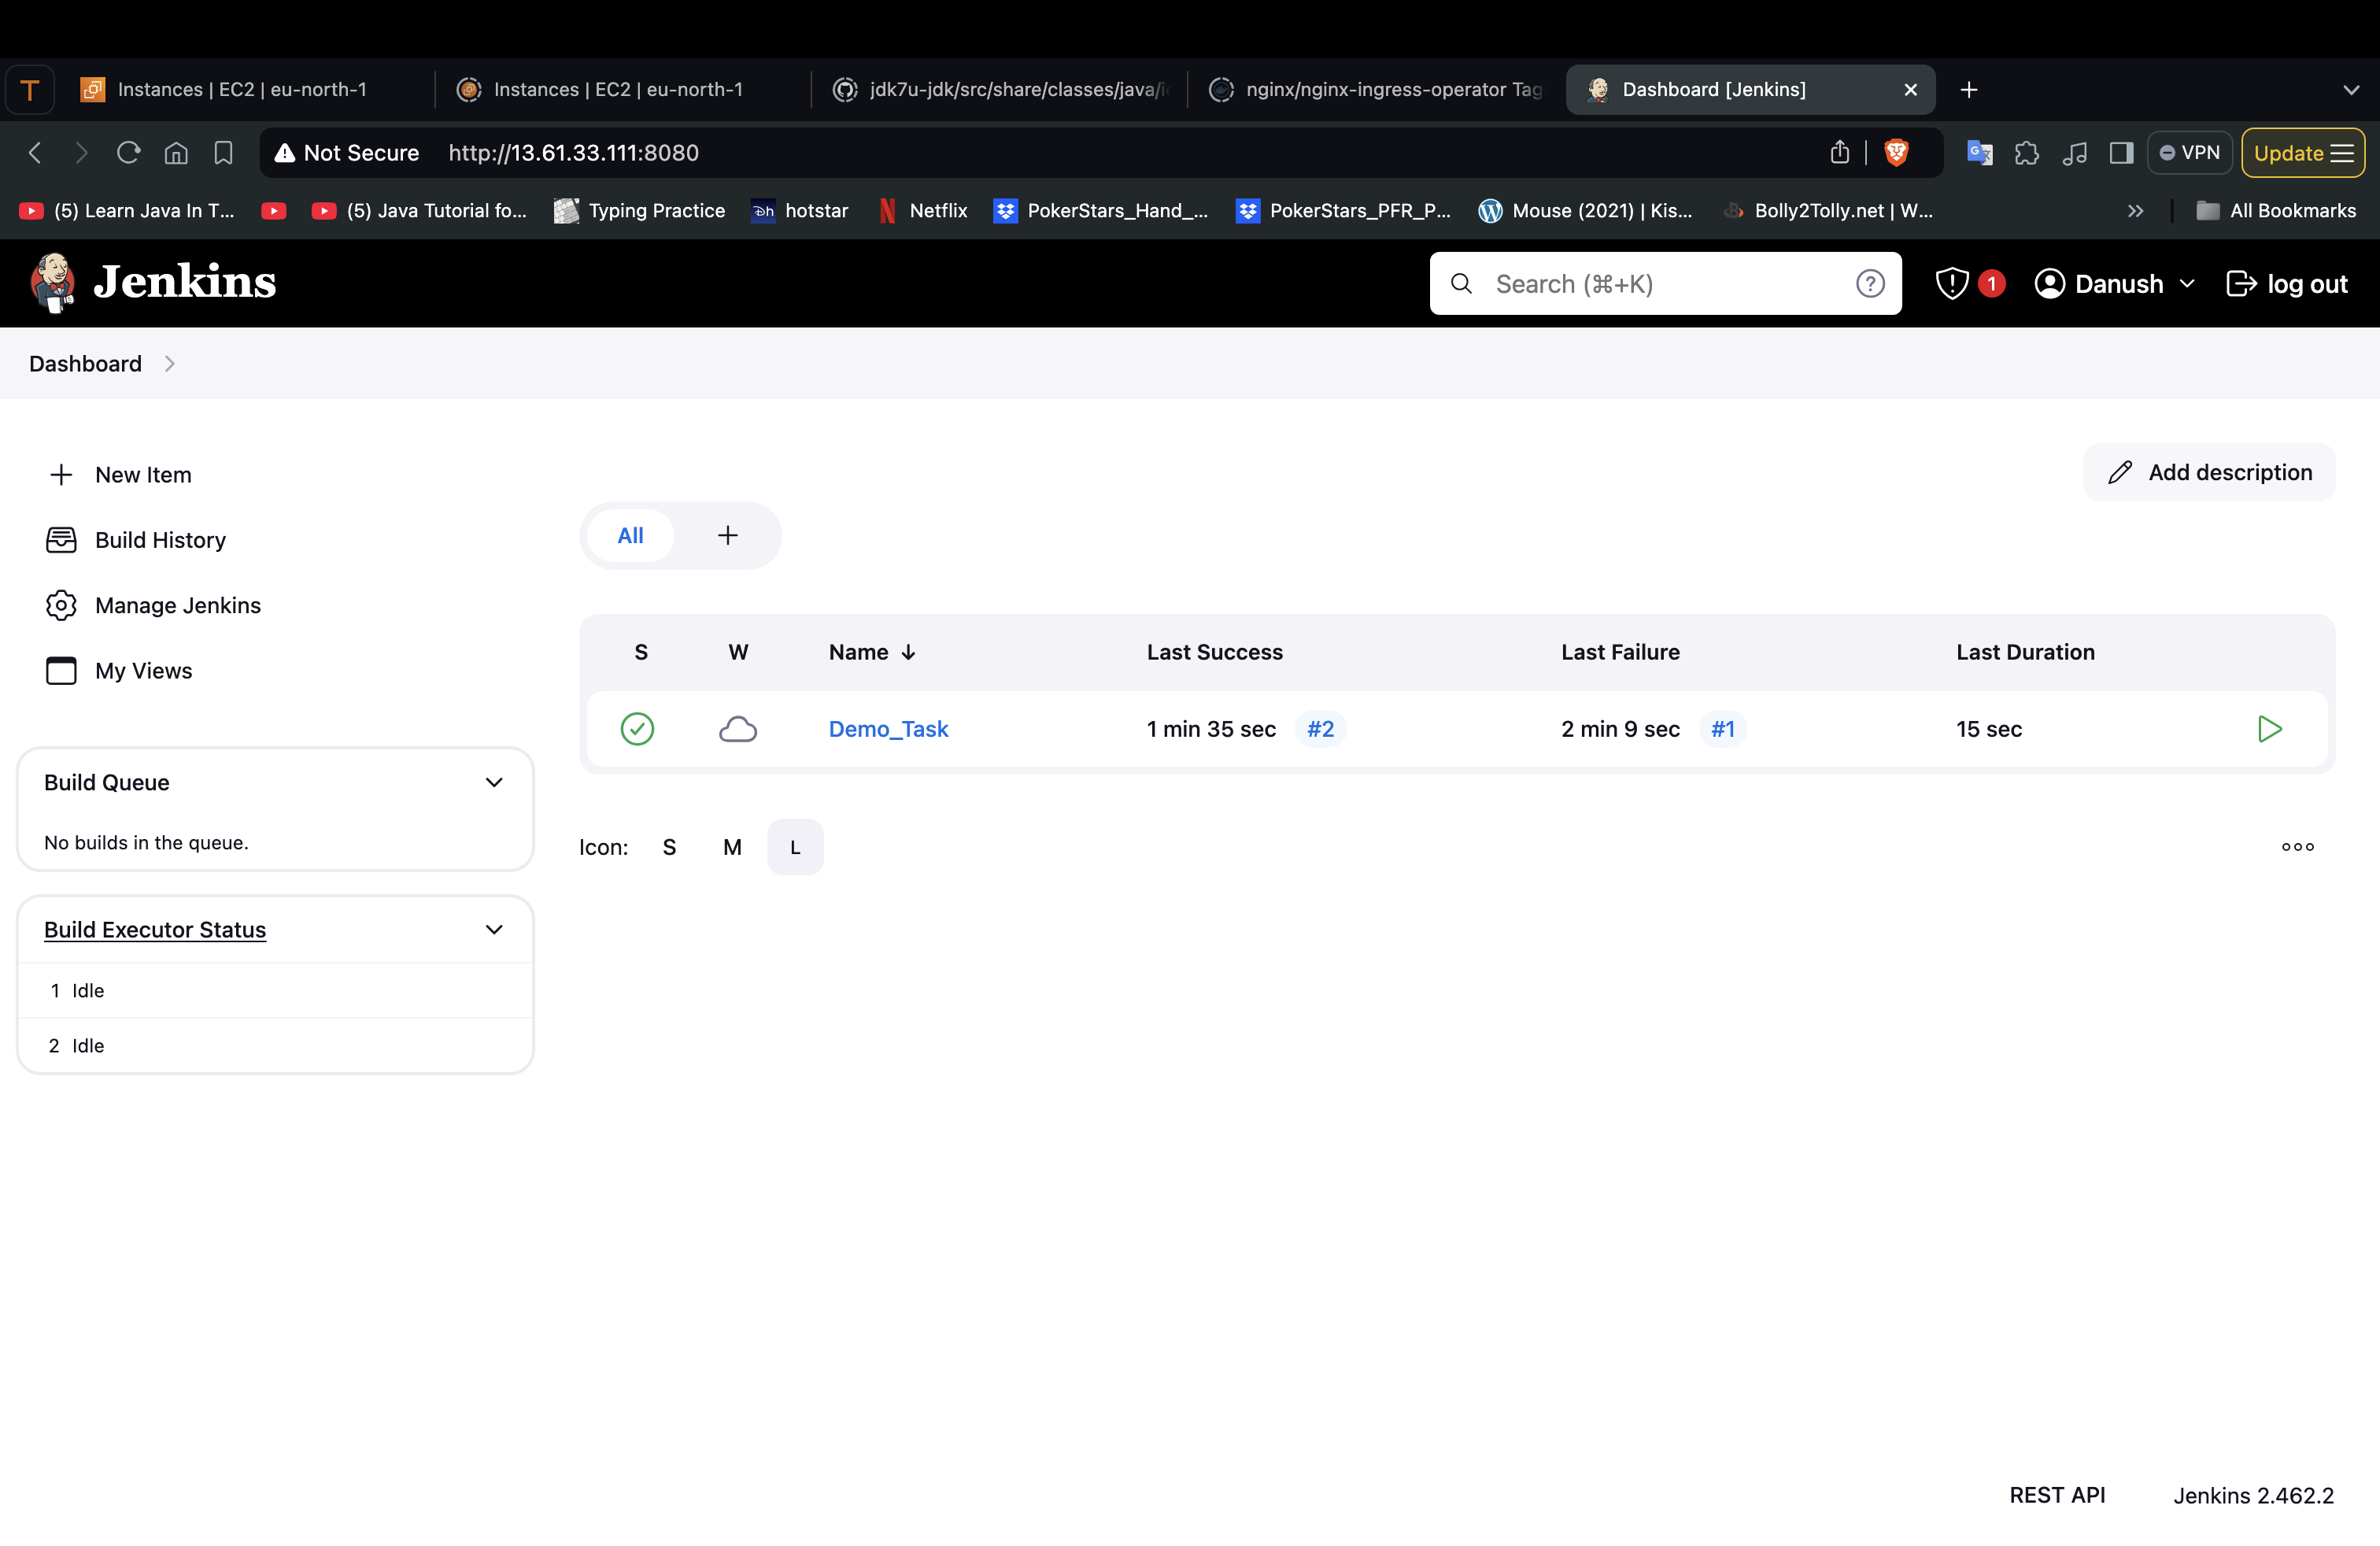 T
Instances | EC2 | eu-north-1
Instances | EC2 | eu-north-1
jdk7u-jdk/src/share/classes/java/i
nginx/nginx-ingress-operator Tag
Dashboard [Jenkins]
Not Secure http://13.61.33.111:8080
VPN
Update
(5) Learn Java In T...
(5) Java Tutorial fo...
Typing Practice
hotstar
Netflix
PokerStars_Hand_...
PokerStars_PFR_P...
Mouse (2021) | Kis...
Bolly2Tolly.net | W...
All Bookmarks
Jenkins
Search (⌘+K)
1
Danush
log out
Dashboard
New Item
Build History
Manage Jenkins
My Views
Build Queue
No builds in the queue.
Build Executor Status
1 Idle
2 Idle
Add description
All +
S W Name ↓ Last Success Last Failure Last Duration
Demo_Task 1 min 35 sec #2 2 min 9 sec #1 15 sec
Icon: S M L
REST API Jenkins 2.462.2